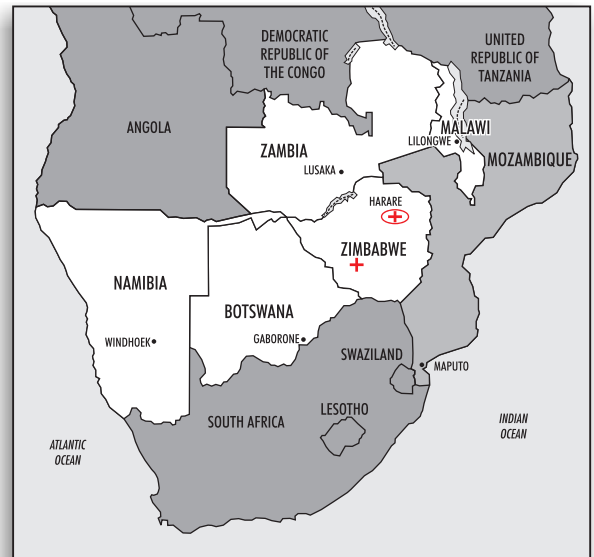 DEMOCRATIC
REPUBLIC OF
THE CONGO
UNITED
REPUBLIC OF
TANZANIA
ANGOLA
MALAWI
LILONGWE
ZAMBIA
MOZAMBIQUE
LUSAKA
HARARE
ZIMBABWE
NAMIBIA
BOTSWANA
WINDHOEK
GABORONE
SWAZILAND
MAPUTO
LESOTHO
SOUTH AFRICA
INDIAN
OCEAN
ATLANTIC
OCEAN